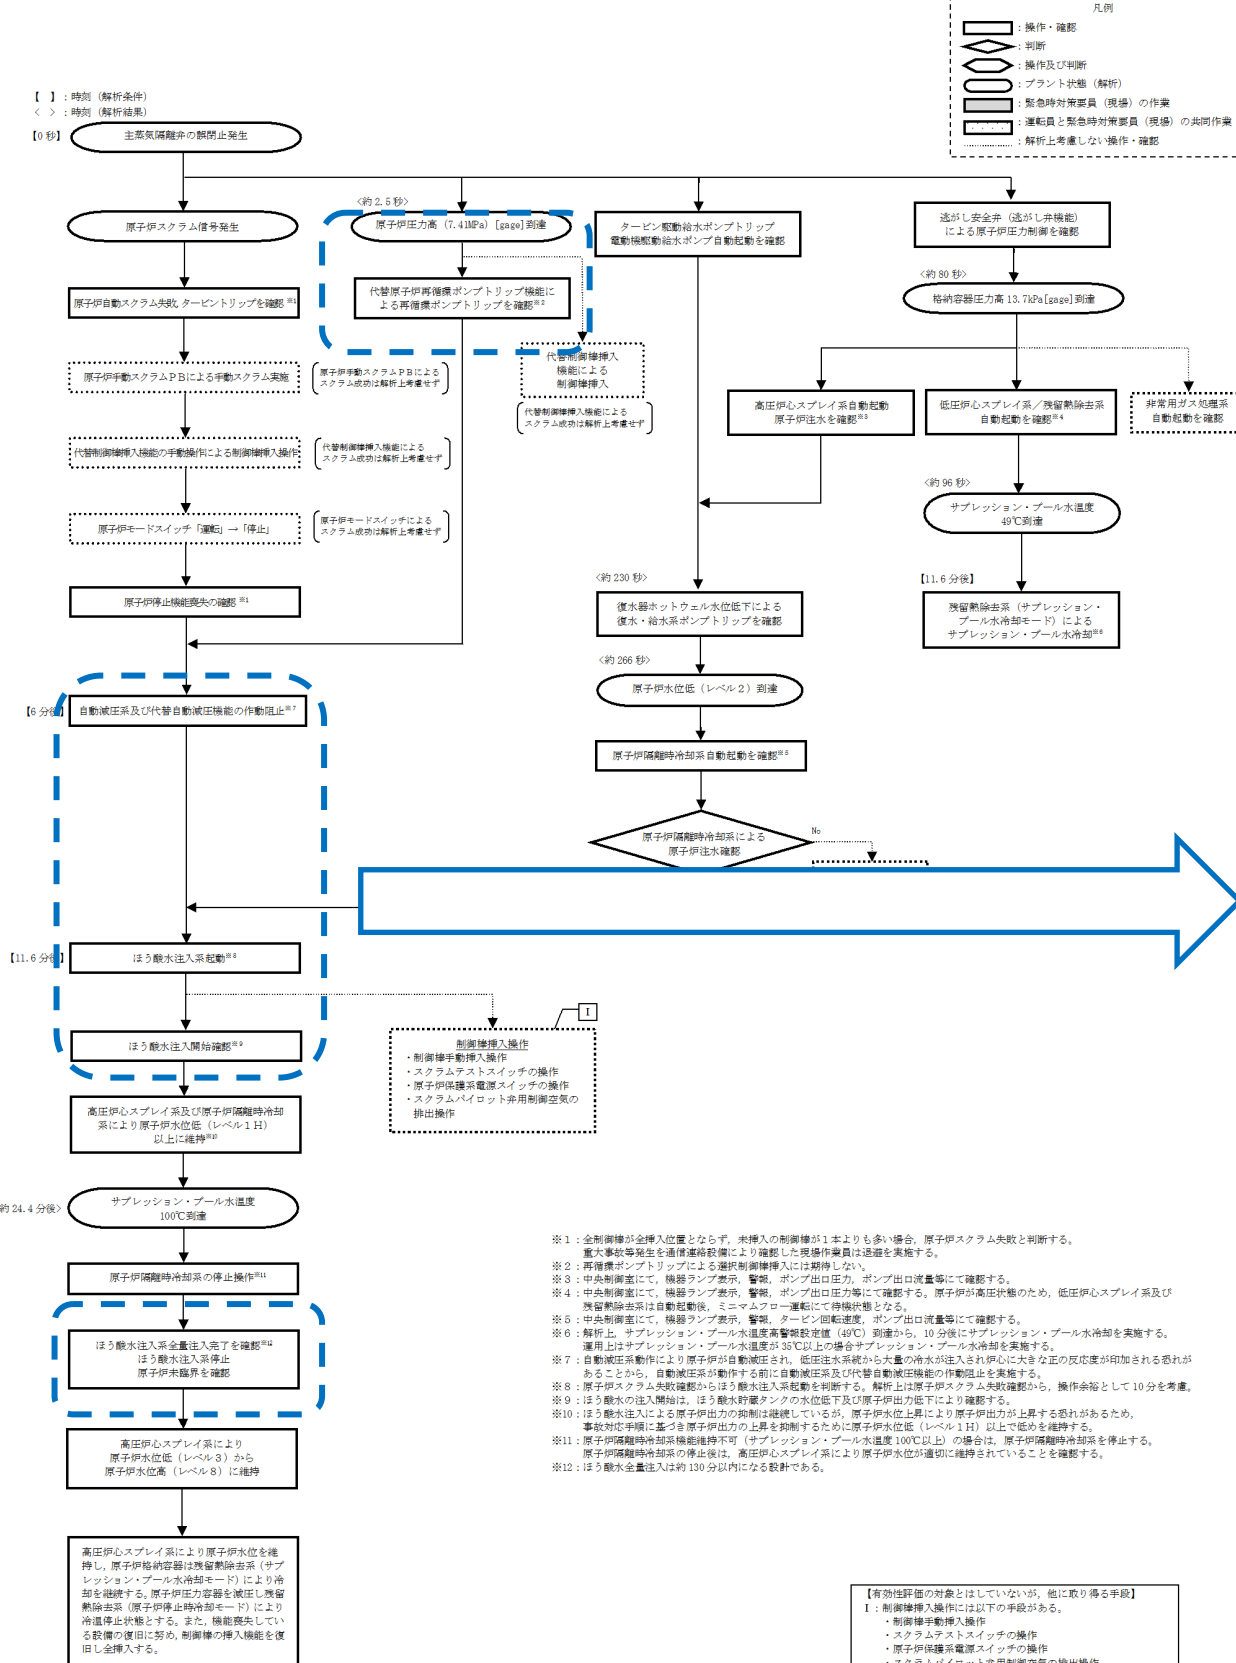 凡例
：操作・確認
：判断
：操作及び判断
：プラント状態（解析）
：緊急時対策要員（現場）の作業
：運転員と緊急時対策要員（現場）の共同作業
：解析上考慮しない操作・確認
【　】：時刻（解析条件）
〈　〉：時刻（解析結果）
【0秒】
主蒸気隔離弁の誤閉止発生
原子炉スクラム信号発生
原子炉自動スクラム失敗,タービントリップを確認 ※1
原子炉手動スクラムＰＢによる手動スクラム実施
原子炉手動スクラムＰＢによる
スクラム成功は解析上考慮せず
代替制御棒挿入機能の手動操作による制御棒挿入操作
代替制御棒挿入機能による
スクラム成功は解析上考慮せず
原子炉モードスイッチ「運転」→「停止」
原子炉モードスイッチによる
スクラム成功は解析上考慮せず
原子炉停止機能喪失の確認 ※1
〈約2.5秒〉
原子炉圧力高（7.41MPa）[gage]到達
代替原子炉再循環ポンプトリップ機能に
よる再循環ポンプトリップを確認※2
代替制御棒挿入
機能による
制御棒挿入
代替制御棒挿入機能による
スクラム成功は解析上考慮せず
タービン駆動給水ポンプトリップ
電動機駆動給水ポンプ自動起動を確認
逃がし安全弁（逃がし弁機能）
による原子炉圧力制御を確認
〈約80秒〉
格納容器圧力高13.7kPa[gage]到達
高圧炉心スプレイ系自動起動
原子炉注水を確認※3
低圧炉心スプレイ系／残留熱除去系
自動起動を確認※4
非常用ガス処理系
自動起動を確認
〈約96秒〉
サプレッション・プール水温度
49℃到達
【11.6分後】
残留熱除去系（サプレッション・
プール水冷却モード）による
サプレッション・プール水冷却※6
〈約230秒〉
復水器ホットウェル水位低下による
復水・給水系ポンプトリップを確認
〈約266秒〉
原子炉水位低（レベル２）到達
原子炉隔離時冷却系自動起動を確認※5
原子炉隔離時冷却系による
原子炉注水確認
No
【6分後】
自動減圧系及び代替自動減圧機能の作動阻止※7
【11.6分後】
ほう酸水注入系起動※8
ほう酸水注入開始確認※9
I
制御棒挿入操作
・制御棒手動挿入操作
・スクラムテストスイッチの操作
・原子炉保護系電源スイッチの操作
・スクラムパイロット弁用制御空気の
排出操作
高圧炉心スプレイ系及び原子炉隔離時冷却
系により原子炉水位低（レベル１Ｈ）
以上に維持※10
約24.4分後〉
サプレッション・プール水温度
100℃到達
原子炉隔離時冷却系の停止操作※11
ほう酸水注入系全量注入完了を確認※12
ほう酸水注入系停止
原子炉未臨界を確認
高圧炉心スプレイ系により
原子炉水位低（レベル３）から
原子炉水位高（レベル８）に維持
高圧炉心スプレイ系により原子炉水位を維
持し，原子炉格納容器は残留熱除去系（サプ
レッション・プール水冷却モード）により冷
却を継続する。原子炉圧力容器を減圧し残留
熱除去系（原子炉停止時冷却モード）により
冷温停止状態とする。また，機能喪失してい
る設備の復旧に努め，制御棒の挿入機能を復
旧し全挿入する。
※１：全制御棒が全挿入位置とならず，未挿入の制御棒が１本よりも多い場合，原子炉スクラム失敗と判断する。
重大事故等発生を通信連絡設備により確認した現場作業員は退避を実施する。
※２：再循環ポンプトリップによる選択制御棒挿入には期待しない。
※３：中央制御室にて，機器ランプ表示，警報，ポンプ出口圧力，ポンプ出口流量等にて確認する。
※４：中央制御室にて，機器ランプ表示，警報，ポンプ出口圧力等にて確認する。原子炉が高圧状態のため，低圧炉心スプレイ系及び
残留熱除去系は自動起動後，ミニマムフロー運転にて待機状態となる。
※５：中央制御室にて，機器ランプ表示，警報，タービン回転速度，ポンプ出口流量等にて確認する。
※６：解析上，サプレッション・プール水温度高警報設定値（49℃）到達から，10分後にサプレッション・プール水冷却を実施する。
運用上はサプレッション・プール水温度が35℃以上の場合サプレッション・プール水冷却を実施する。
※７：自動減圧系動作により原子炉が自動減圧され，低圧注水系統から大量の冷水が注入され炉心に大きな正の反応度が印加される恐れが
あることから，自動減圧系が動作する前に自動減圧系及び代替自動減圧機能の作動阻止を実施する。
※８：原子炉スクラム失敗確認からほう酸水注入系起動を判断する。解析上は原子炉スクラム失敗確認から，操作余裕として10分を考慮。
※９：ほう酸水の注入開始は，ほう酸水貯蔵タンクの水位低下及び原子炉出力低下により確認する。
※10：ほう酸水注入による原子炉出力の抑制は継続しているが，原子炉水位上昇により原子炉出力が上昇する恐れがあるため，
事故対応手順に基づき原子炉出力の上昇を抑制するために原子炉水位低（レベル１Ｈ）以上で低めを維持する。
※11：原子炉隔離時冷却系機能維持不可（サプレッション・プール水温度100℃以上）の場合は，原子炉隔離時冷却系を停止する。
原子炉隔離時冷却系の停止後は，高圧炉心スプレイ系により原子炉水位が適切に維持されていることを確認する。
※12：ほう酸水全量注入は約130分以内になる設計である。
【有効性評価の対象とはしていないが，他に取り得る手段】
Ⅰ：制御棒挿入操作には以下の手段がある。
・制御棒手動挿入操作
・スクラムテストスイッチの操作
・原子炉保護系電源スイッチの操作
・スクラムパイロット弁用制御空気の排出操作